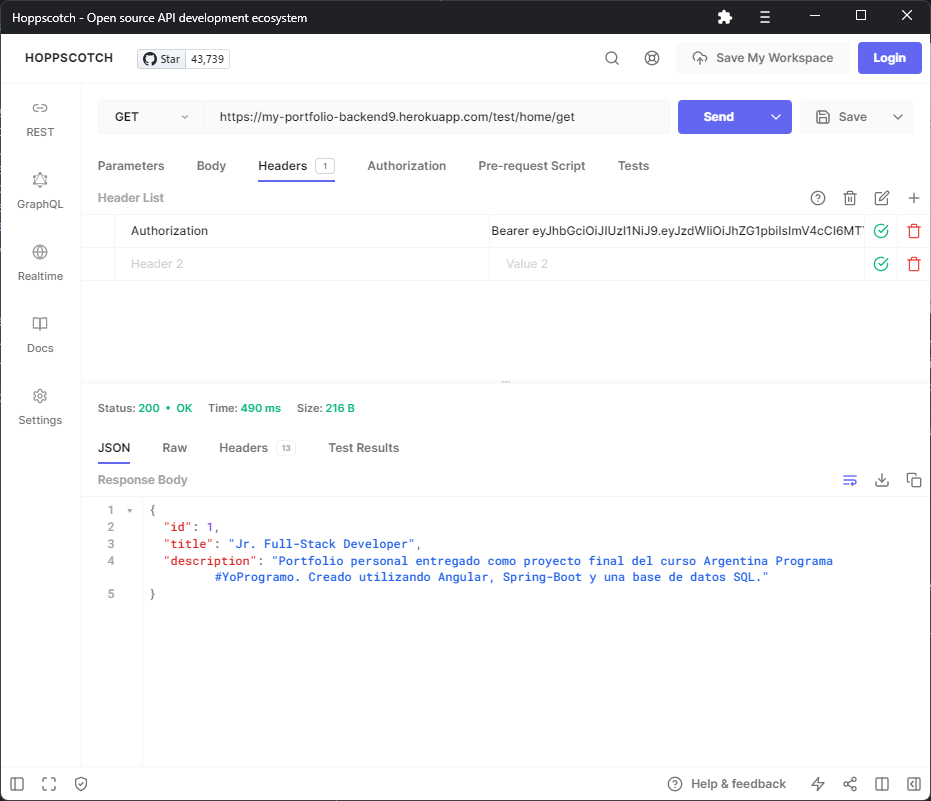 Hoppscotch - Open source API development ecosystem
HOPPSCOTCH
Star 43,739
Save My Workspace
Login
REST
GraphQL
Realtime
Docs
Settings
GET
https://my-portfolio-backend9.herokuapp.com/test/home/get
Send
Save
Parameters Body Headers 1 Authorization Pre-request Script Tests
Header List
Authorization Bearer eyJhbGciOiJIUzI1NiJ9.eyJzdWIiOiJhZG1pbiIsImV4cCI6MTY
Header 2 Value 2
Status: 200 • OK Time: 490 ms Size: 216 B
JSON Raw Headers 13 Test Results
Response Body
1 {
2 "id": 1,
3 "title": "Jr. Full-Stack Developer",
4 "description": "Portfolio personal entregado como proyecto final del curso Argentina Programa
#YoProgramo. Creado utilizando Angular, Spring-Boot y una base de datos SQL."
5 }
Help & feedback